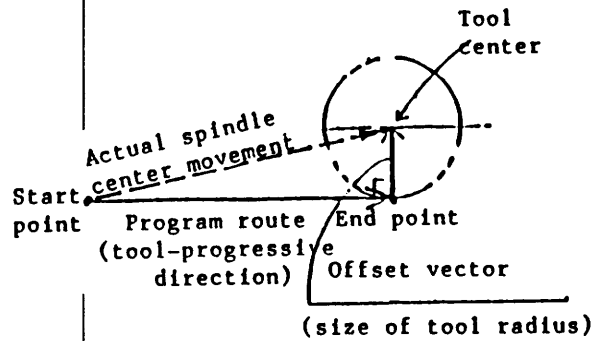 Tool
center
Actual spindle
center movement
Start
point
Program route
(tool-progressive
direction)
End point
Offset vector
(size of tool radius)